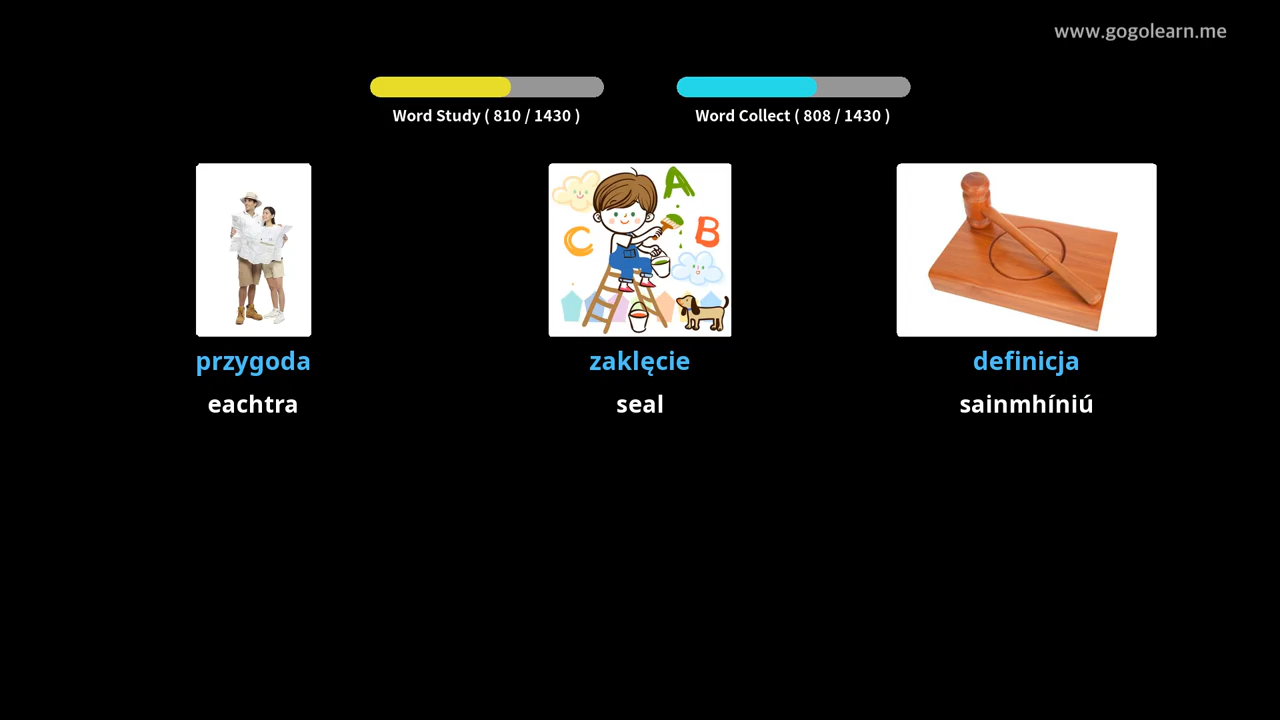 www.gogolearn.me
Word Study ( 810 / 1430 )
Word Collect ( 808 / 1430 )
A
B
C
przygoda
zaklęcie
definicja
eachtra
seal
sainmhíniú